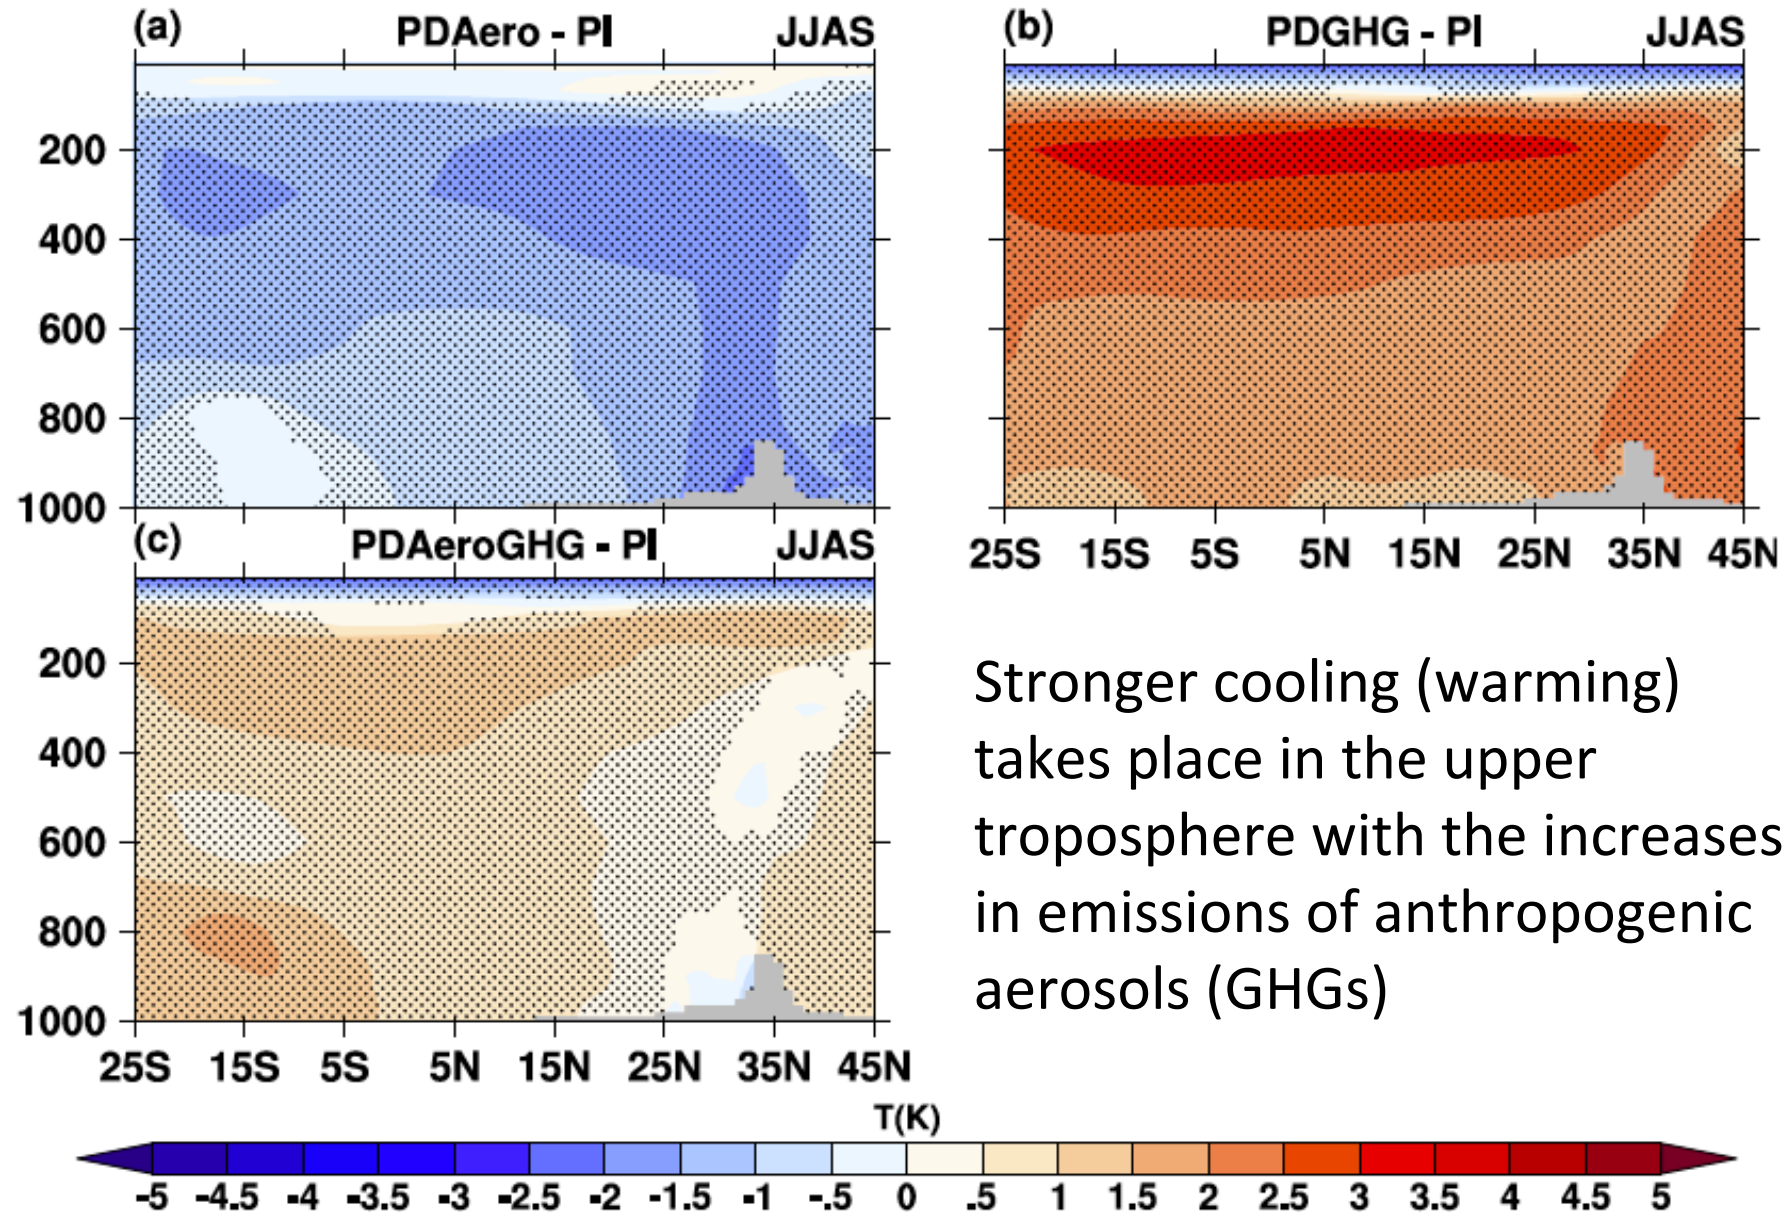 (a) PDAero - PI JJAS
200
400
600
800
1000
(b) PDGHG - PI JJAS
25S 15S 5S 5N 15N 25N 35N 45N
(c) PDAeroGHG - PI JJAS
200
400
600
800
1000
25S 15S 5S 5N 15N 25N 35N 45N
Stronger cooling (warming)
takes place in the upper
troposphere with the increases
in emissions of anthropogenic
aerosols (GHGs)
T(K)
-5 -4.5 -4 -3.5 -3 -2.5 -2 -1.5 -1 -.5 0 .5 1 1.5 2 2.5 3 3.5 4 4.5 5